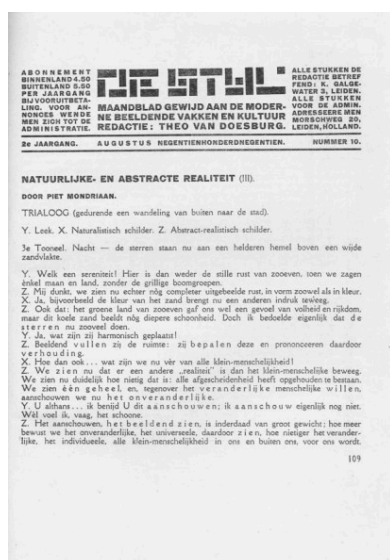 ABONNEMENT
BINNENLAND 4.50
BUITENLAND 5.50
PER JAARGANG
BIJ VOORUITBETA-
LING. VOOR AN-
NONCES WENDE
MEN ZICH TOT DE
ADMINISTRATIE.
DE STIJL
MAANDBLAD GEWIJD AAN DE MODER-
NE BEELDENDE VAKKEN EN KULTUUR
REDACTIE: THEO VAN DOESBURG.
ALLE STUKKEN DE
REDACTIE BETREF
FEND: K. GALGE-
WATER 3, LEIDEN.
ALLE STUKKEN
VOOR DE ADMIN.
ADRESSEERE MEN
MORSCHWEG 20,
LEIDEN, HOLLAND.
2e JAARGANG. AUGUSTUS NEGENTIENHONDERDNEGENTIEN. NUMMER 10.
NATUURLIJKE- EN ABSTRACTE REALITEIT (III).
DOOR PIET MONDRIAAN.
TRIALOOG (gedurende een wandeling van buiten naar de stad).
Y. Leek. X. Naturalistisch schilder. Z. Abstract-realistisch schilder.
3e Tooneel. Nacht — de sterren staan nu aan een helderen hemel boven een wijde
zandvlakte.
Y. Welk een sereniteit! Hier is dan weder de stille rust van zooeven, toen we zagen
ènkel maan en land, zonder de grillige boomgroepen.
Z. Mij dunkt, we zien nu echter nóg completer uitgebeelde rust, in vorm zoowel als in kleur.
X. Ja, bijvoorbeeld de kleur van het zand brengt nu een anderen indruk teweeg.
Z. Ook dat: het groene land van zooeven gaf ons wel een gevoel van volheid en rijkdom,
maar dit koele zand beeldt nóg diepere schoonheid. Doch ik bedoelde eigenlijk dat de
sterren nu zooveel doen.
Y. Ja, wat zijn zij harmonisch geplaatst!
Z. Beeldend vullen zij de ruimte: zij bepalen deze en prononceeren daardoor
verhouding.
X. Hoe dan ook... wat zijn we nu vèr van alle klein-menschelijkheid!
Z. We zien nu dat er een andere „realiteit" is dan het klein-menschelijke beweeg.
We zien nu duidelijk hoe nietig dat is: alle afgescheidenheid heeft opgehouden te bestaan.
We zien één geheel, en, tegenover het veranderlijke menschelijke willen,
aanschouwen we nu het onveranderlijke.
Y. U althans... ik benijd U dit aanschouwen; ik aanschouw eigenlijk nog niet.
Wèl voel ik, vaag, het schoone.
Z. Het aanschouwen, het beeldend zien, is inderdaad van groot gewicht; hoe meer
bewust we het onveranderlijke, het universeele, daardoor zien, hoe nietiger het verander-
lijke, het individueele, alle klein-menschelijkheid in ons en buiten ons, voor ons wordt.
109